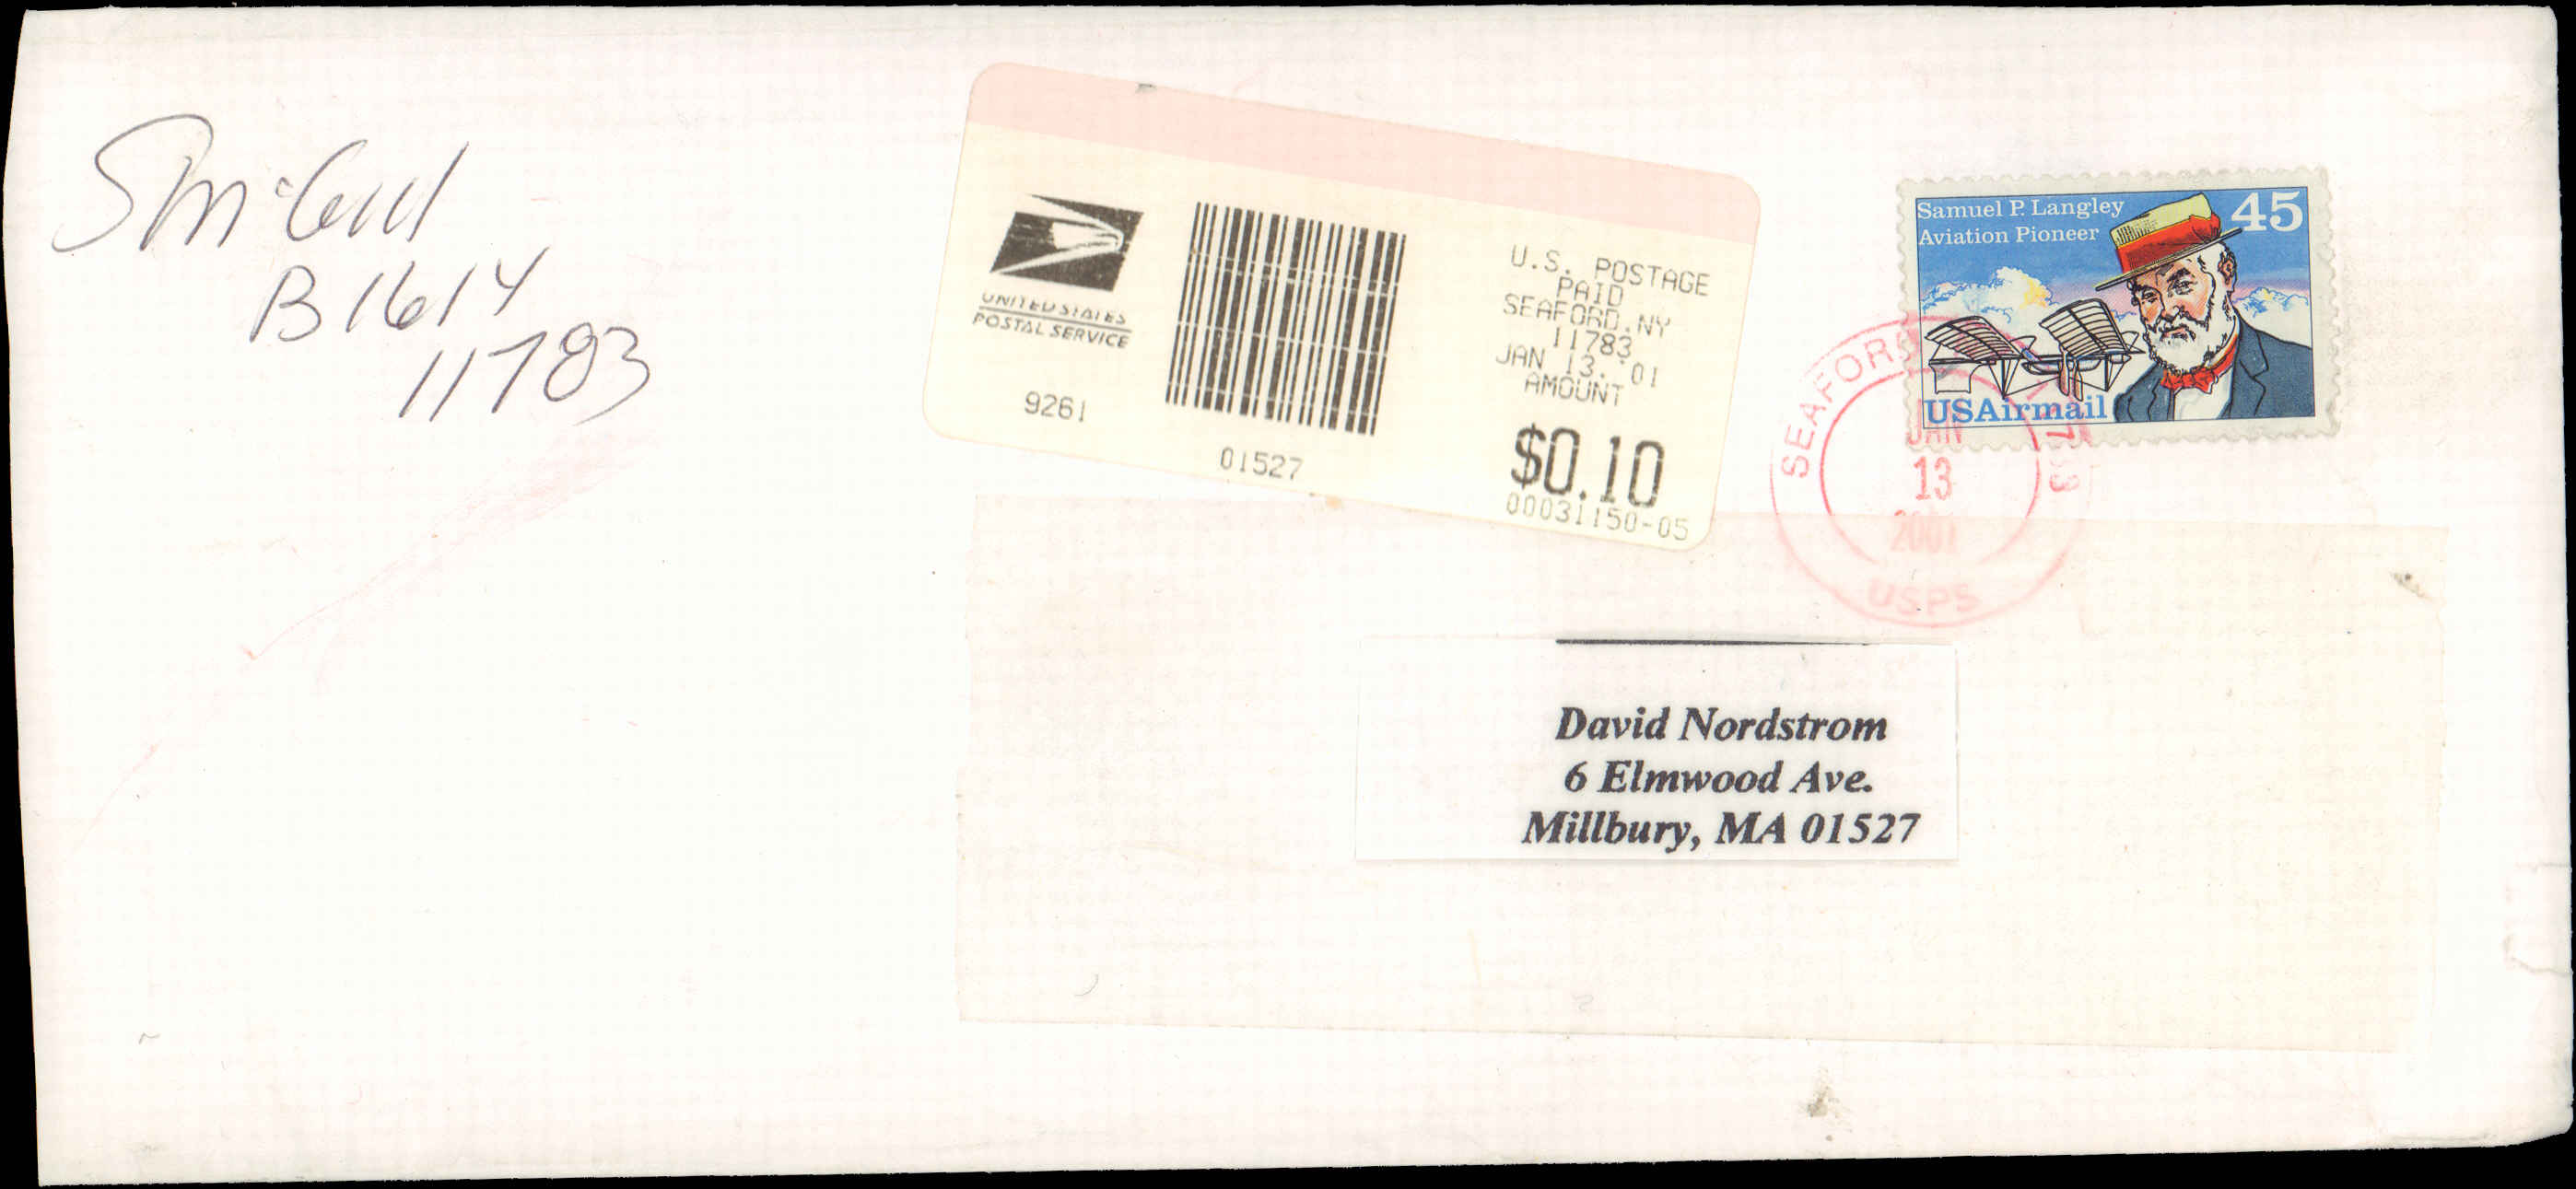 B 1614
11783
UNITED STATES
POSTAL SERVICE
9261
01527
U.S. POSTAGE
PAID
SEAFORD, NY
11783
JAN 13, '01
AMOUNT
$0.10
00031150-05
Samuel P. Langley
Aviation Pioneer
45
USAirmail
SEAFORD
JAN
13
2001
USPS
David Nordstrom
6 Elmwood Ave.
Millbury, MA 01527